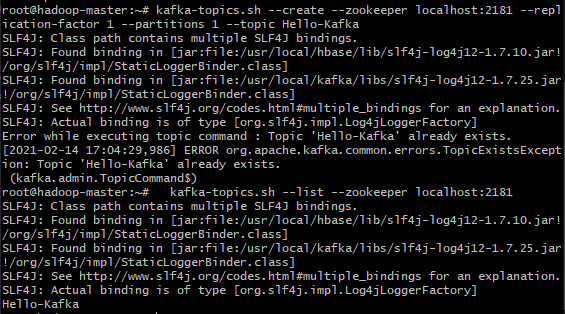 root@hadoop-master:~# kafka-topics.sh --create --zookeeper localhost:2181 --repl
ication-factor 1 --partitions 1 --topic Hello-Kafka
SLF4J: Class path contains multiple SLF4J bindings.
SLF4J: Found binding in [jar:file:/usr/local/hbase/lib/slf4j-log4j12-1.7.10.jar!
/org/slf4j/impl/StaticLoggerBinder.class]
SLF4J: Found binding in [jar:file:/usr/local/kafka/libs/slf4j-log4j12-1.7.25.jar
!/org/slf4j/impl/StaticLoggerBinder.class]
SLF4J: See http://www.slf4j.org/codes.html#multiple_bindings for an explanation.
SLF4J: Actual binding is of type [org.slf4j.impl.Log4jLoggerFactory]
Error while executing topic command : Topic 'Hello-Kafka' already exists.
[2021-02-14 17:04:29,986] ERROR org.apache.kafka.common.errors.TopicExistsExcept
ion: Topic 'Hello-Kafka' already exists.
 (kafka.admin.TopicCommand$)
root@hadoop-master:~#   kafka-topics.sh --list --zookeeper localhost:2181
SLF4J: Class path contains multiple SLF4J bindings.
SLF4J: Found binding in [jar:file:/usr/local/hbase/lib/slf4j-log4j12-1.7.10.jar!
/org/slf4j/impl/StaticLoggerBinder.class]
SLF4J: Found binding in [jar:file:/usr/local/kafka/libs/slf4j-log4j12-1.7.25.jar
!/org/slf4j/impl/StaticLoggerBinder.class]
SLF4J: See http://www.slf4j.org/codes.html#multiple_bindings for an explanation.
SLF4J: Actual binding is of type [org.slf4j.impl.Log4jLoggerFactory]
Hello-Kafka